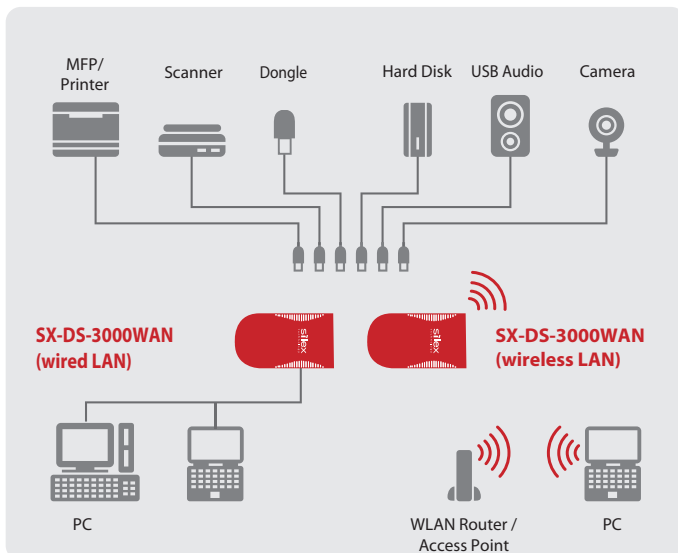 MFP/
Printer
Scanner
Dongle
Hard Disk
USB Audio
Camera
SX-DS-3000WAN
(wired LAN)
silex
silex
SX-DS-3000WAN
(wireless LAN)
PC
WLAN Router /
Access Point
PC